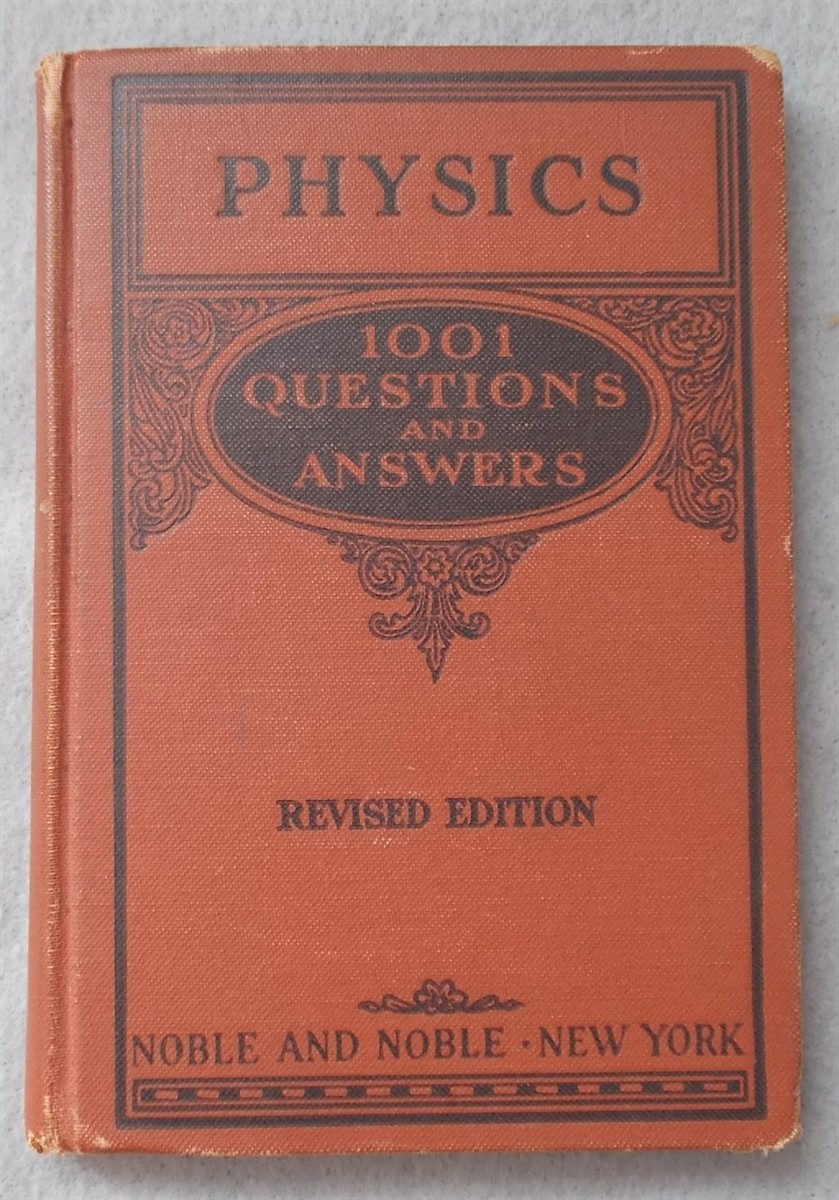 PHYSICS
1001
QUESTIONS
AND
ANSWERS
REVISED EDITION
NOBLE AND NOBLE · NEW YORK